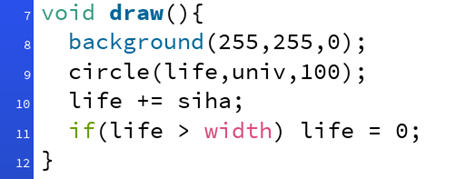 7 void draw(){
8 background(255,255,0);
9 circle(life,univ,100);
10 life += siha;
11 if(life > width) life = 0;
12 }